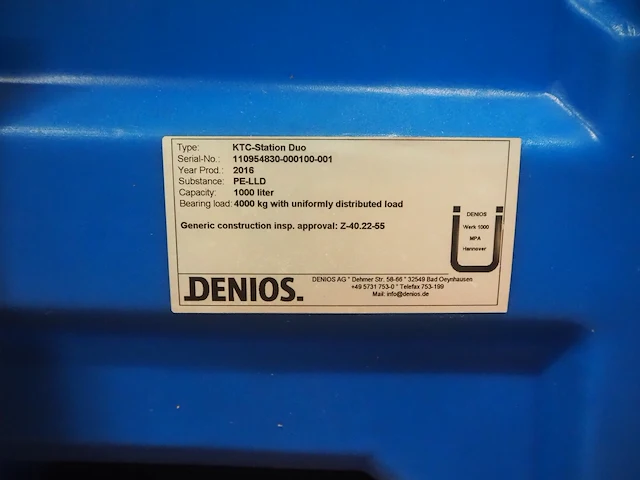 Type: KTC-Station Duo
Serial-No.: 110954830-000100-001
Year Prod.: 2016
Substance: PE-LLD
Capacity: 1000 liter
Bearing load: 4000 kg with uniformly distributed load
Generic construction insp. approval: Z-40.22-55
DENIOS
Werk 1000
MPA
Hannover
DENIOS.
DENIOS AG * Dehmer Str. 58-66 * 32549 Bad Oeynhausen
+49 5731 753-0 * Telefax 753-199
Mail: info@denios.de